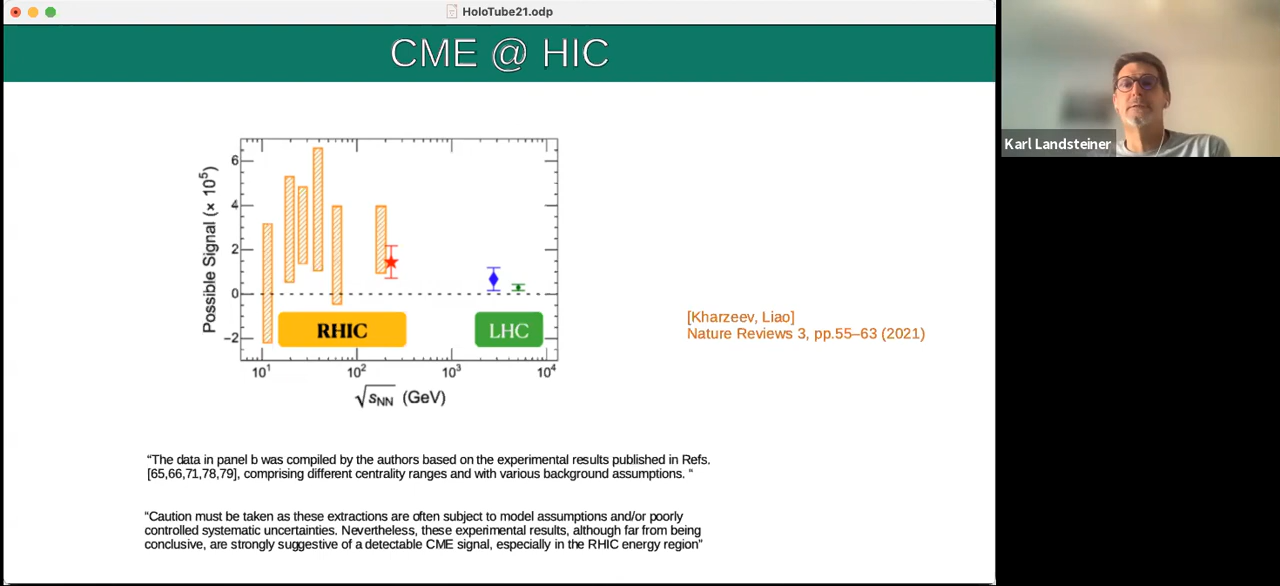 HoloTube21.odp
CME @ HIC
Karl Landsteiner
Possible Signal (× 10⁵)
6
4
2
0
−2
RHIC
LHC
10¹
10²
10³
10⁴
√sNN (GeV)
[Kharzeev, Liao]
Nature Reviews 3, pp.55–63 (2021)
“The data in panel b was compiled by the authors based on the experimental results published in Refs.
[65,66,71,78,79], comprising different centrality ranges and with various background assumptions. “
“Caution must be taken as these extractions are often subject to model assumptions and/or poorly
controlled systematic uncertainties. Nevertheless, these experimental results, although far from being
conclusive, are strongly suggestive of a detectable CME signal, especially in the RHIC energy region”